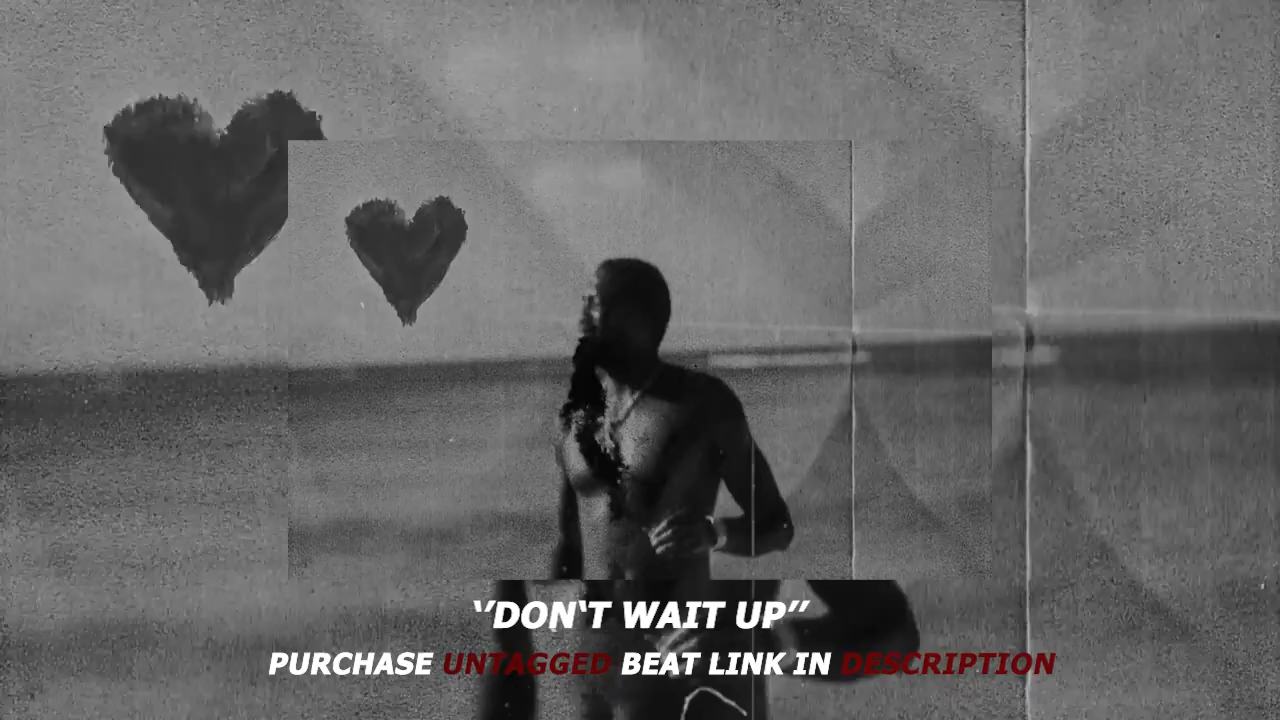 ‘’DON‘T WAIT UP’’
PURCHASE UNTAGGED BEAT LINK IN DESCRIPTION